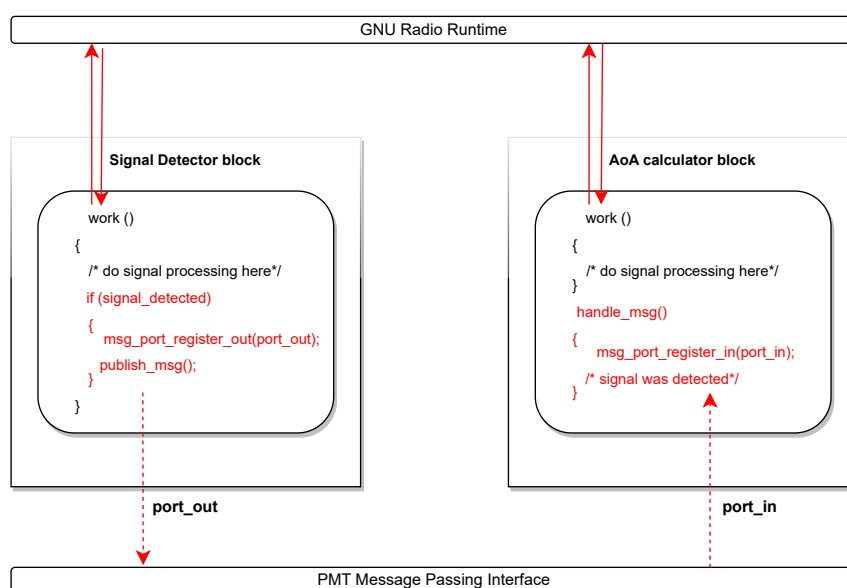 GNU Radio Runtime
Signal Detector block
work ()
{
/* do signal processing here*/
if (signal_detected)
{
msg_port_register_out(port_out);
publish_msg();
}
}
port_out
AoA calculator block
work ()
{
/* do signal processing here*/
}
handle_msg()
{
msg_port_register_in(port_in);
/* signal was detected*/
}
port_in
PMT Message Passing Interface